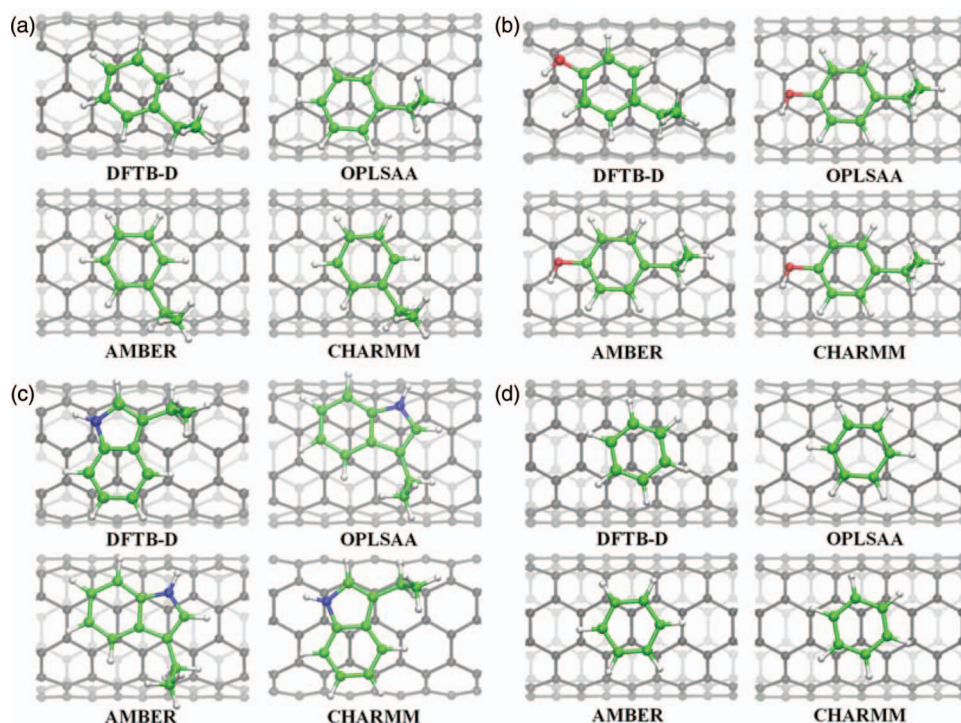 (a)
(b)
DFTB-D OPLSAA
DFTB-D OPLSAA
AMBER CHARMM
AMBER CHARMM
(c)
(d)
DFTB-D OPLSAA
DFTB-D OPLSAA
AMBER CHARMM
AMBER CHARMM